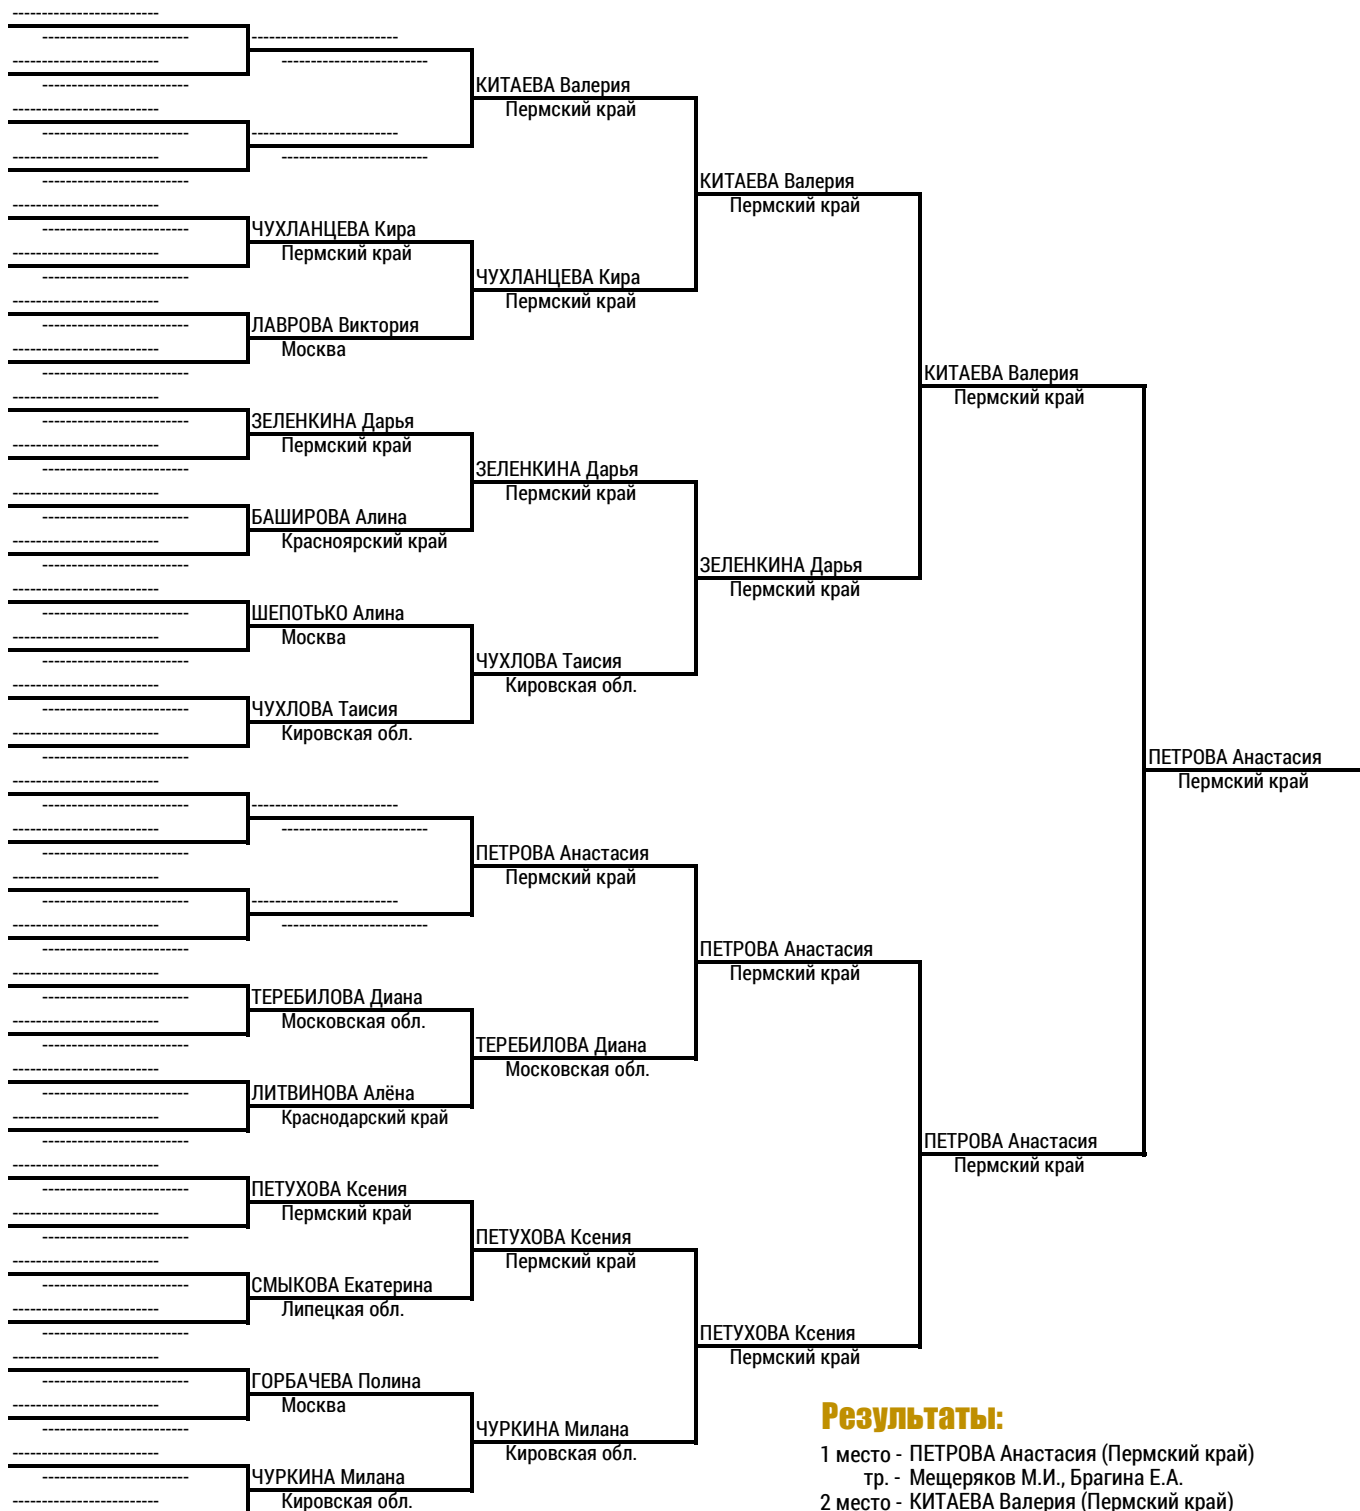 -------------------------
------------------------- -------------------------
------------------------- -------------------------
------------------------- КИТАЕВА Валерия
------------------------- Пермский край
------------------------- -------------------------
------------------------- -------------------------
------------------------- КИТАЕВА Валерия
------------------------- Пермский край
------------------------- ЧУХЛАНЦЕВА Кира
------------------------- Пермский край
------------------------- ЧУХЛАНЦЕВА Кира
------------------------- Пермский край
------------------------- ЛАВРОВА Виктория
------------------------- Москва
------------------------- КИТАЕВА Валерия
------------------------- Пермский край
------------------------- ЗЕЛЕНКИНА Дарья
------------------------- Пермский край
------------------------- ЗЕЛЕНКИНА Дарья
------------------------- Пермский край
------------------------- БАШИРОВА Алина
------------------------- Красноярский край
------------------------- ЗЕЛЕНКИНА Дарья
------------------------- Пермский край
------------------------- ШЕПОТЬКО Алина
------------------------- Москва
------------------------- ЧУХЛОВА Таисия
------------------------- Кировская обл.
------------------------- ЧУХЛОВА Таисия
------------------------- Кировская обл.
------------------------- ПЕТРОВА Анастасия
------------------------- Пермский край
------------------------- -------------------------
------------------------- -------------------------
------------------------- ПЕТРОВА Анастасия
------------------------- Пермский край
------------------------- -------------------------
------------------------- -------------------------
------------------------- ПЕТРОВА Анастасия
------------------------- Пермский край
------------------------- ТЕРЕБИЛОВА Диана
------------------------- Московская обл.
------------------------- ТЕРЕБИЛОВА Диана
------------------------- Московская обл.
------------------------- ЛИТВИНОВА Алёна
------------------------- Краснодарский край
------------------------- ПЕТРОВА Анастасия
------------------------- Пермский край
------------------------- ПЕТУХОВА Ксения
------------------------- Пермский край
------------------------- ПЕТУХОВА Ксения
------------------------- Пермский край
------------------------- СМЫКОВА Екатерина
------------------------- Липецкая обл.
------------------------- ПЕТУХОВА Ксения
------------------------- Пермский край
------------------------- ГОРБАЧЕВА Полина
------------------------- Москва
Результаты:
------------------------- ЧУРКИНА Милана
------------------------- Кировская обл. 1 место - ПЕТРОВА Анастасия (Пермский край)
------------------------- ЧУРКИНА Милана тр. - Мещеряков М.И., Брагина Е.А.
------------------------- Кировская обл. 2 место - КИТАЕВА Валерия (Пермский край)